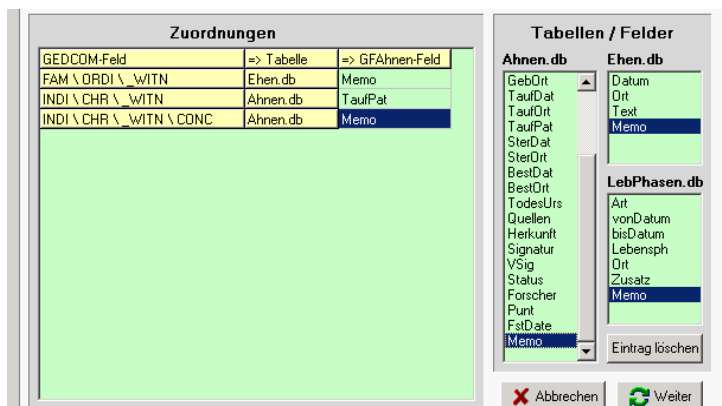 Zuordnungen
GEDCOM-Feld => Tabelle => GFAhnen-Feld
FAM \ ORDI \ _WITN Ehen.db Memo
INDI \ CHR \ _WITN Ahnen.db TaufPat
INDI \ CHR \ _WITN \ CONC Ahnen.db Memo
Tabellen / Felder
Ahnen.db
GebOrt
TaufDat
TaufOrt
TaufPat
SterDat
SterOrt
BestDat
BestOrt
TodesUrs
Quellen
Herkunft
Signatur
VSig
Status
Forscher
Punt
FstDate
Memo
Ehen.db
Datum
Ort
Text
Memo
LebPhasen.db
Art
vonDatum
bisDatum
Lebensph
Ort
Zusatz
Memo
Eintrag löschen
Abbrechen
Weiter